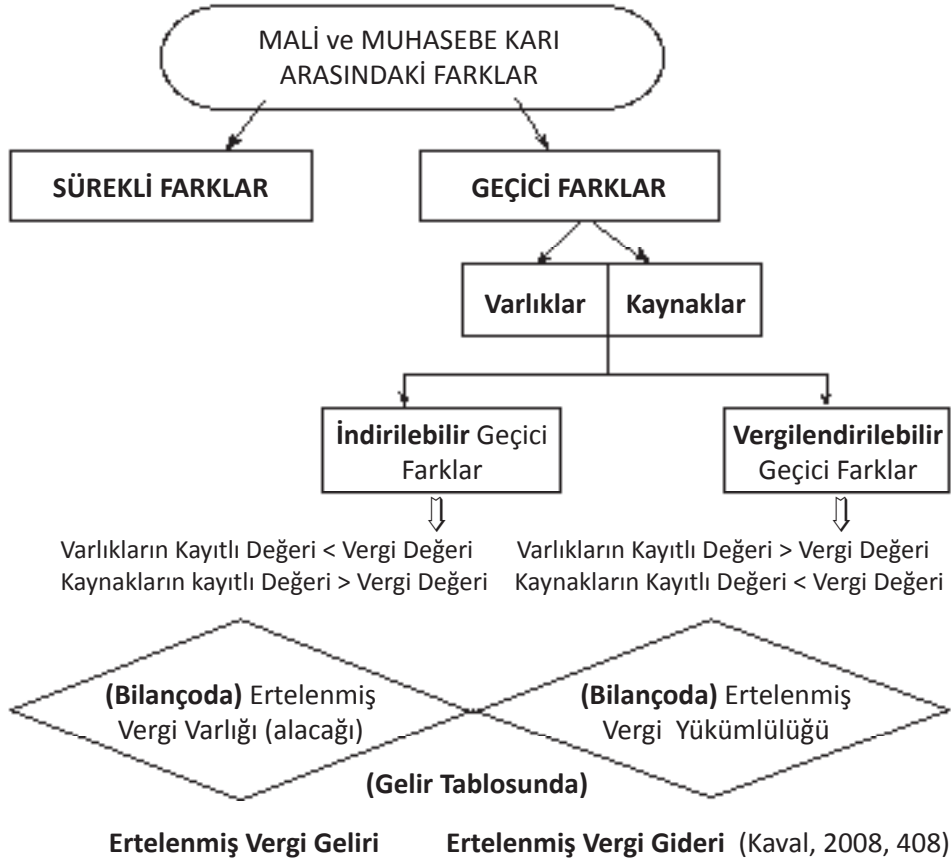 MALİ ve MUHASEBE KARI
ARASINDAKİ FARKLAR
SÜREKLİ FARKLAR
GEÇİCİ FARKLAR
Varlıklar
Kaynaklar
İndirilebilir Geçici
Farklar
Vergilendirilebilir
Geçici Farklar
Varlıkların Kayıtlı Değeri < Vergi Değeri
Kaynakların kayıtlı Değeri > Vergi Değeri
Varlıkların Kayıtlı Değeri > Vergi Değeri
Kaynakların Kayıtlı Değeri < Vergi Değeri
(Bilançoda) Ertelenmiş
Vergi Varlığı (alacağı)
(Bilançoda) Ertelenmiş
Vergi Yükümlülüğü
(Gelir Tablosunda)
Ertelenmiş Vergi Geliri
Ertelenmiş Vergi Gideri (Kaval, 2008, 408)